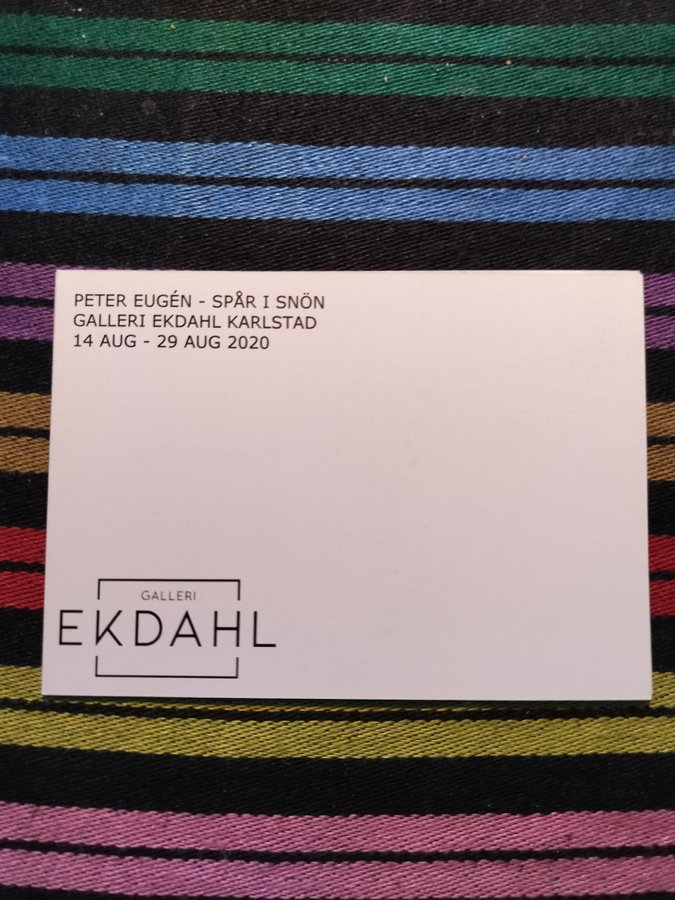 PETER EUGÉN - SPÅR I SNÖN
GALLERI EKDAHL KARLSTAD
14 AUG - 29 AUG 2020
GALLERI
EKDAHL